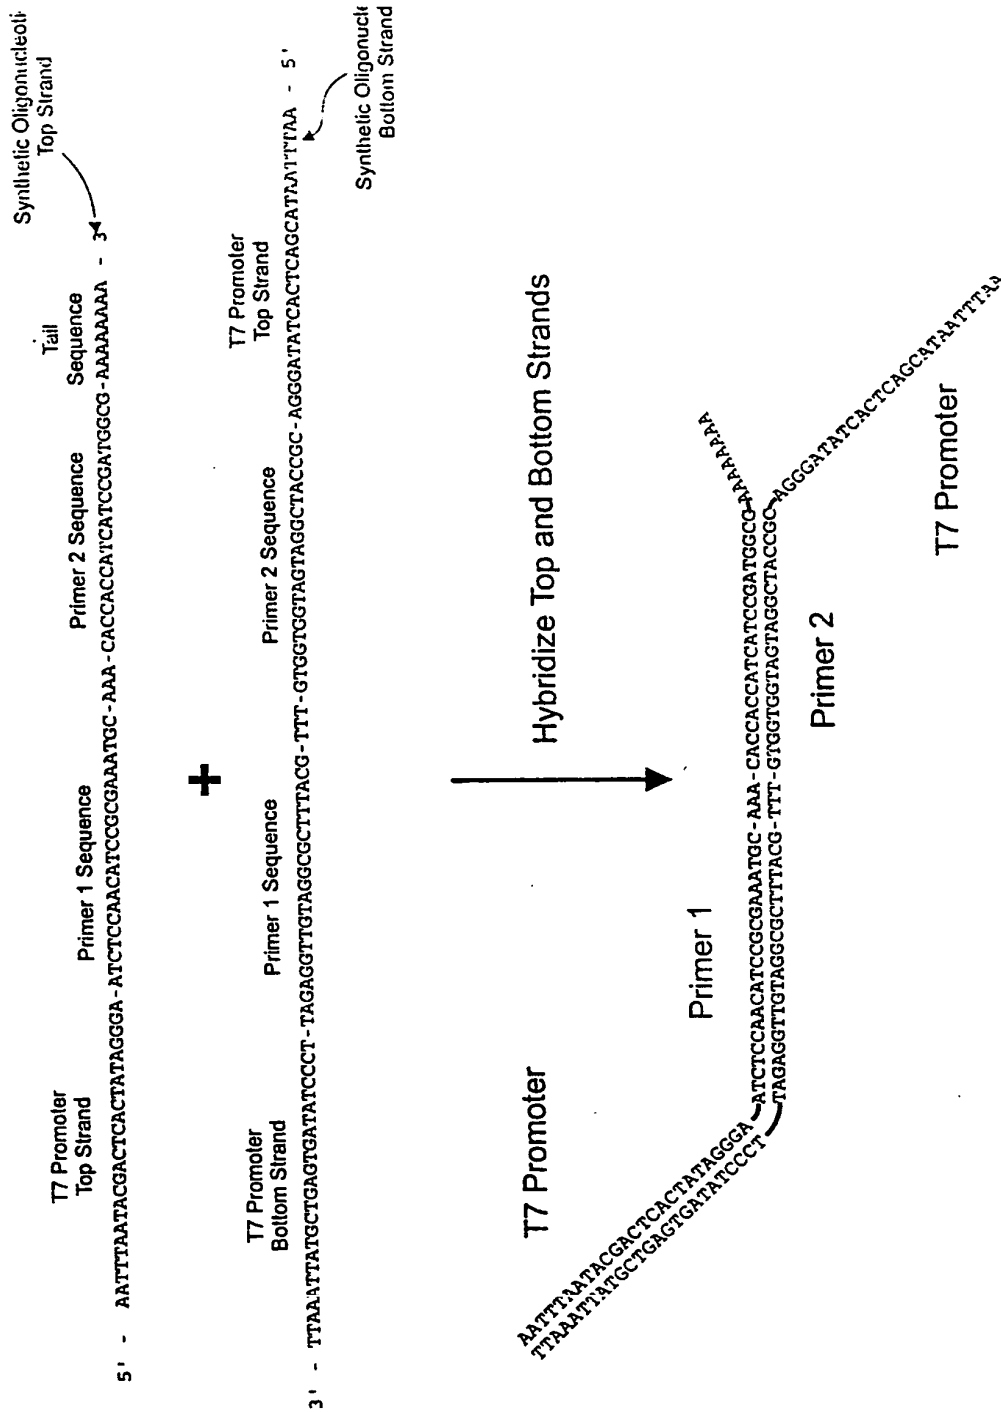 Synthetic Oligonucleoti
Top Strand
T7 Promoter
Top Strand
Primer 1 Sequence
Primer 2 Sequence
Tail
Sequence
5' - AATTTAATACGACTCACTATAGGGA-ATCTCCAACATCCGCGAAATGC-AAA-CACCACCATCATCCGATGGCG-AAAAAAAA - 3'
+
T7 Promoter
Bottom Strand
Primer 1 Sequence
Primer 2 Sequence
T7 Promoter
Top Strand
3' - TTAAATTATGCTGAGTGATATCCCT-TAGAGGTTGTAGGCGCTTTACG-TTT-GTGGTGGTAGTAGGCTACCGC-AGGGATATCACTCAGCATAATTTAA - 5'
Synthetic Oligonucle
Bottom Strand
Hybridize Top and Bottom Strands
T7 Promoter
Primer 1
AATTTAATACGACTCACTATAGGGA
TTAAATTATGCTGAGTGATATCCCT
ATCTCCAACATCCGCGAAATGC-AAA-CACCACCATCATCCGATGGCG
TAGAGGTTGTAGGCGCTTTACG-TTT-GTGGTGGTAGTAGGCTACCGC
AAAAAAAA
AGGGATATCACTCAGCATAATTTAA
Primer 2
T7 Promoter